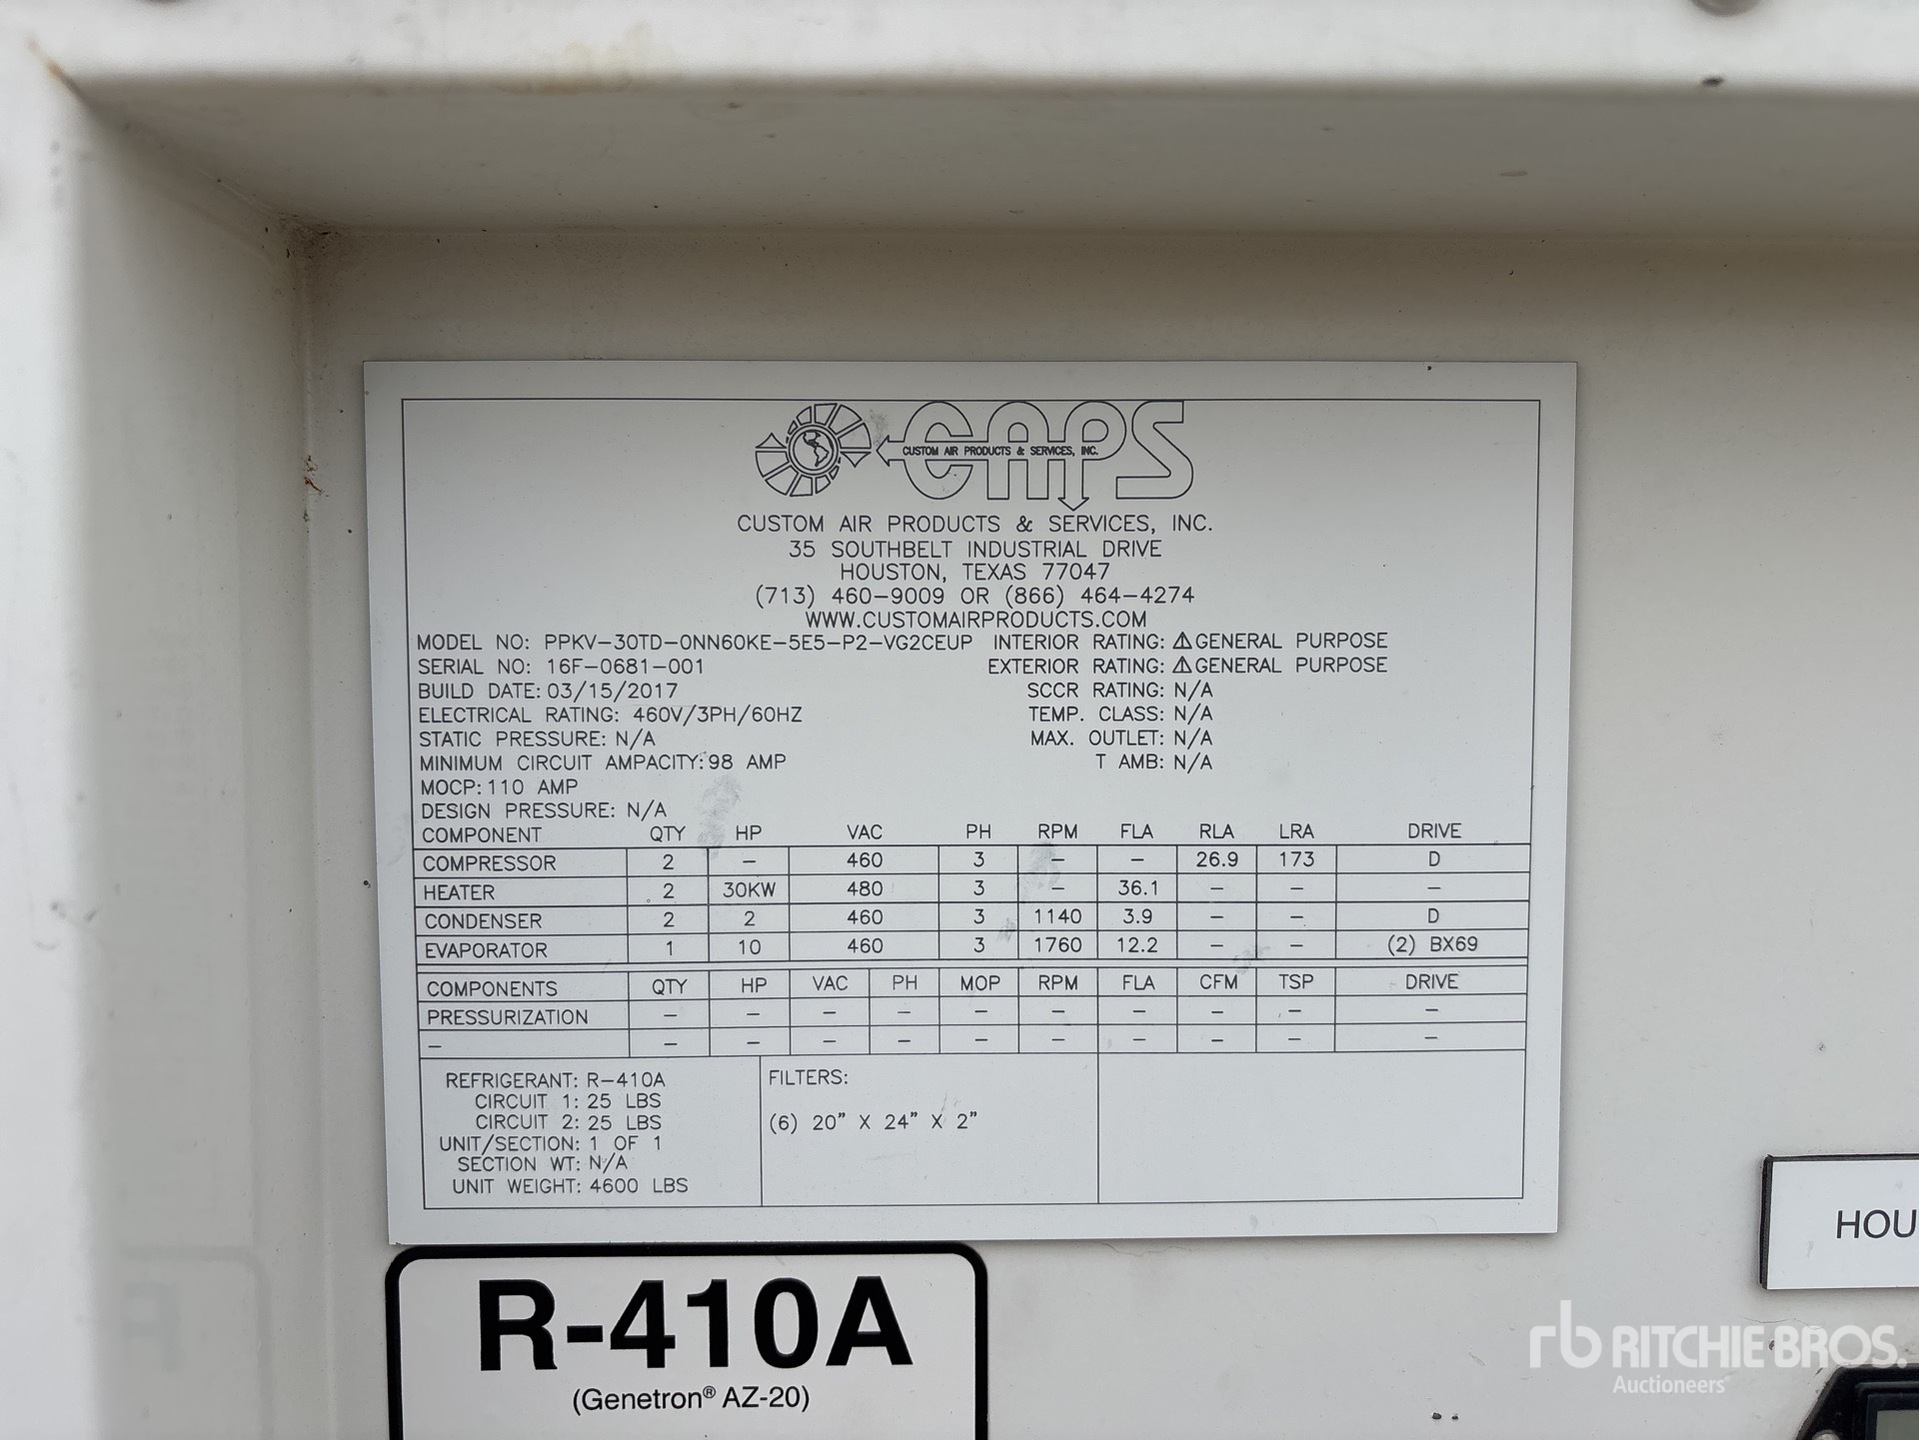 CAPS
CUSTOM AIR PRODUCTS & SERVICES, INC.
CUSTOM AIR PRODUCTS & SERVICES, INC.
35 SOUTHBELT INDUSTRIAL DRIVE
HOUSTON, TEXAS 77047
(713) 460-9009 OR (866) 464-4274
WWW.CUSTOMAIRPRODUCTS.COM
MODEL NO: PPKV-30TD-0NN60KE-5E5-P2-VG2CEUP INTERIOR RATING: ⚠GENERAL PURPOSE
SERIAL NO: 16F-0681-001 EXTERIOR RATING: ⚠GENERAL PURPOSE
BUILD DATE: 03/15/2017 SCCR RATING: N/A
ELECTRICAL RATING: 460V/3PH/60HZ TEMP. CLASS: N/A
STATIC PRESSURE: N/A MAX. OUTLET: N/A
MINIMUM CIRCUIT AMPACITY: 98 AMP T AMB: N/A
MOCP: 110 AMP
DESIGN PRESSURE: N/A
COMPONENT QTY HP VAC PH RPM FLA RLA LRA DRIVE
COMPRESSOR 2 – 460 3 – – 26.9 173 D
HEATER 2 30KW 480 3 – 36.1 – – –
CONDENSER 2 2 460 3 1140 3.9 – – D
EVAPORATOR 1 10 460 3 1760 12.2 – – (2) BX69
COMPONENTS QTY HP VAC PH MOP RPM FLA CFM TSP DRIVE
PRESSURIZATION – – – – – – – – – –
– – – – – – – – – – –
REFRIGERANT: R-410A
CIRCUIT 1: 25 LBS
CIRCUIT 2: 25 LBS
UNIT/SECTION: 1 OF 1
SECTION WT: N/A
UNIT WEIGHT: 4600 LBS
FILTERS:
(6) 20" X 24" X 2"
R-410A
(Genetron® AZ-20)
HOU
rb RITCHIE BROS.
Auctioneers